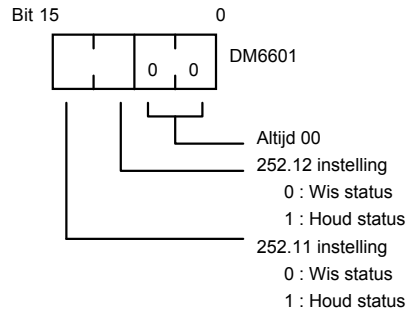 Bit 15 0
DM6601
0 0
Altijd 00
252.12 instelling
0 : Wis status
1 : Houd status
252.11 instelling
0 : Wis status
1 : Houd status